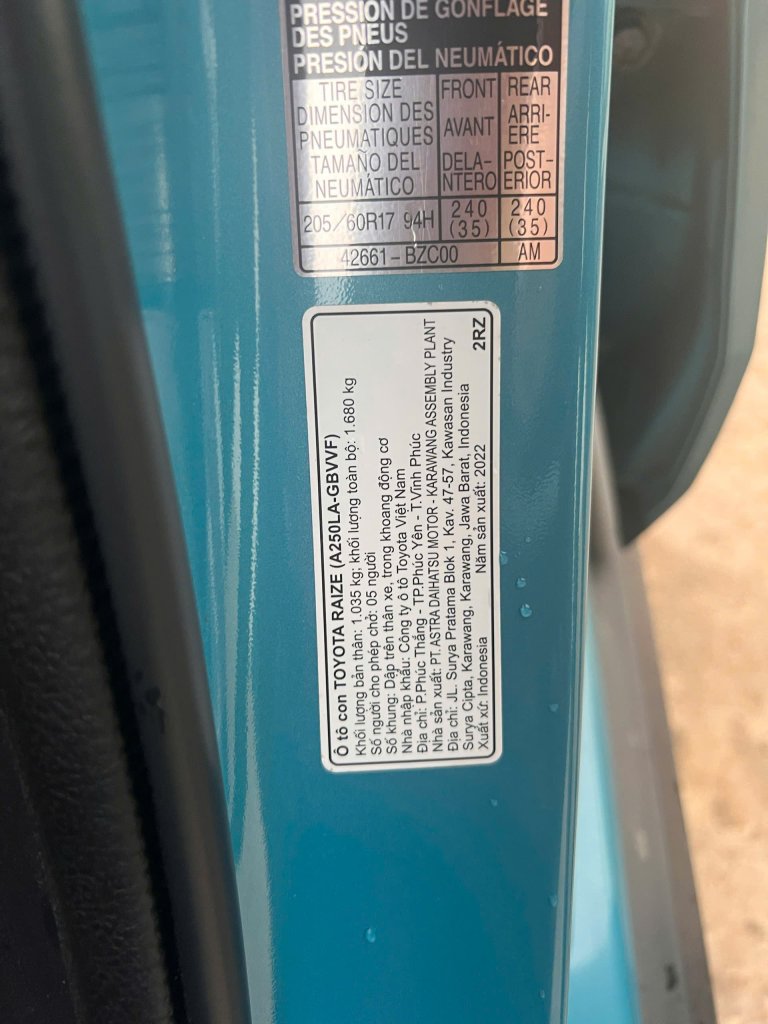 PRESSION DE GONFLAGE
DES PNEUS
PRESIÓN DEL NEUMÁTICO
TIRE SIZE FRONT REAR
DIMENSION DES PNEUMATIQUES AVANT ARRI-ERE
TAMAÑO DEL NEUMÁTICO DELA-NTERO POST-ERIOR
205/60R17 94H 240 (35) 240 (35)
42661-BZC00 AM
Ô tô con TOYOTA RAIZE (A250LA-GBVVF)
Khối lượng bản thân: 1.035 kg; khối lượng toàn bộ: 1.680 kg
Số người cho phép chở: 05 người
Số khung: Dập trên thân xe, trong khoang động cơ
Nhà nhập khẩu: Công ty ô tô Toyota Việt Nam
Địa chỉ: P.Phúc Thắng - TP.Phúc Yên - T.Vĩnh Phúc
Nhà sản xuất: PT. ASTRA DAIHATSU MOTOR - KARAWANG ASSEMBLY PLANT
Địa chỉ: JL. Surya Pratama Blok 1, Kav. 47-57, Kawasan Industry
Surya Cipta, Karawang, Karawang, Jawa Barat, Indonesia
Xuất xứ: Indonesia Năm sản xuất: 2022 2RZ